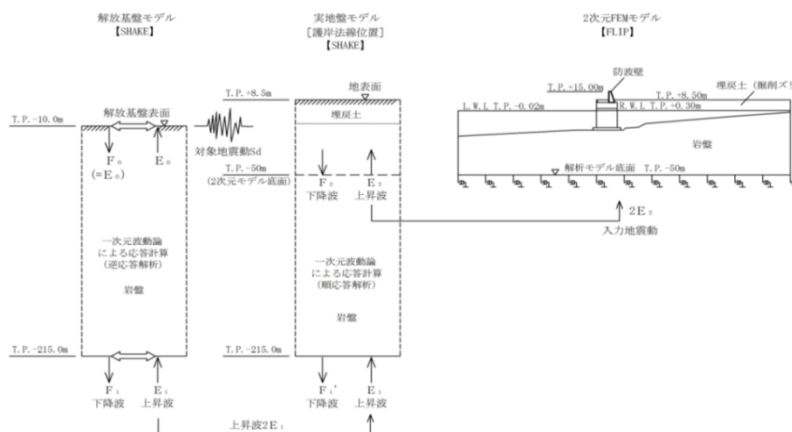 解放基盤モデル
【SHAKE】
T.P.-10.0m
解放基盤表面
F₀
(=E₀)
E₀
対象地震動Sd
一次元波動論
による応答計算
(逆応答解析)
岩盤
T.P.-215.0m
F₁
下降波
E₁
上昇波
上昇波2E₁
実地盤モデル
[護岸法線位置]
【SHAKE】
T.P.+8.5m
地表面
埋戻土
T.P.-50m
(2次元モデル底面)
F₂
下降波
E₂
上昇波
一次元波動論
による応答計算
(順応答解析)
岩盤
T.P.-215.0m
F₁'
下降波
E₁
上昇波
2次元FEMモデル
【FLIP】
防波壁
T.P.+15.00m
T.P.+8.50m
埋戻土（掘削ズリ
L.W.L T.P.-0.02m
R.W.L T.P.+0.30m
岩盤
解析モデル底面 T.P.-50m
2E₂
入力地震動